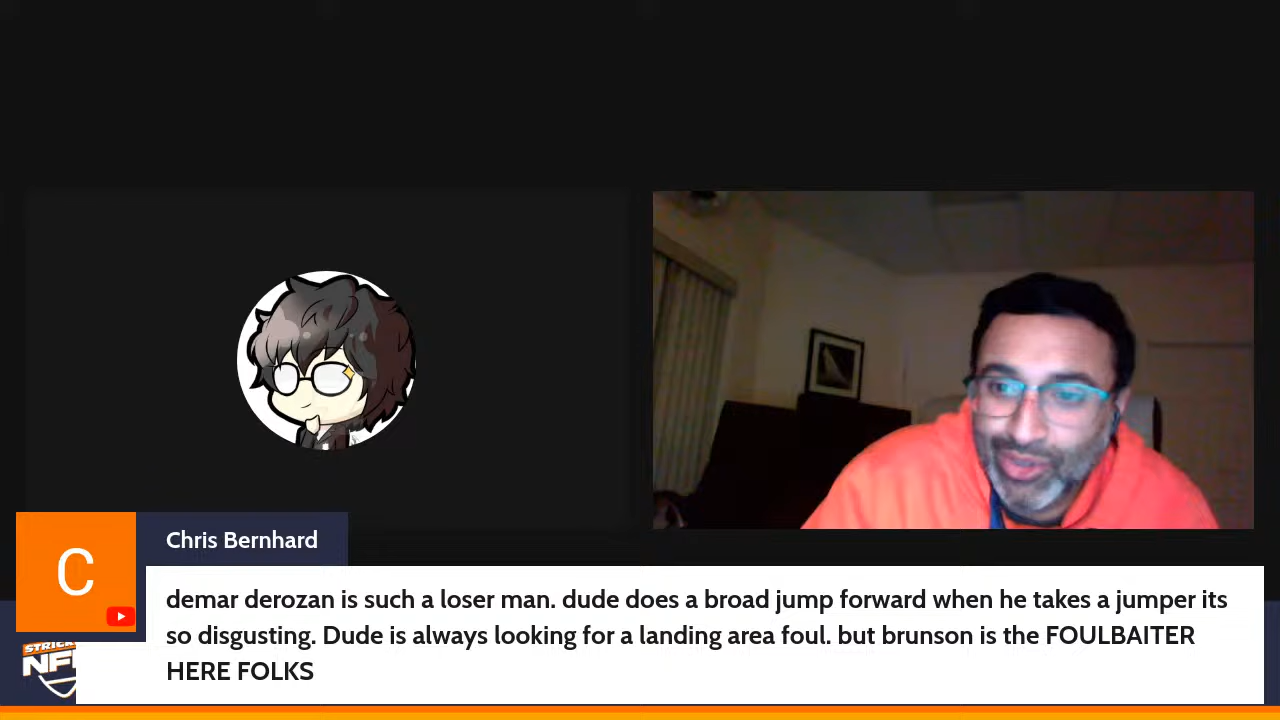 C
Chris Bernhard
demar derozan is such a loser man. dude does a broad jump forward when he takes a jumper its
so disgusting. Dude is always looking for a landing area foul. but brunson is the FOULBAITER
HERE FOLKS